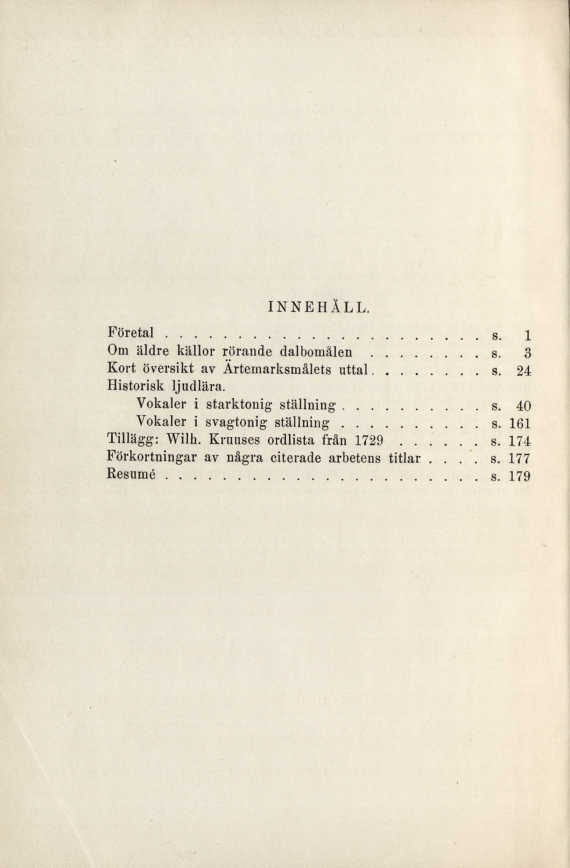 INNEHÅLL.
Företal . . . . . . . . . . . . . . . . . . . . . . s. 1
Om äldre källor rörande dalbomålen . . . . . . . . s. 3
Kort översikt av Ärtemarksmålets uttal . . . . . . . . s. 24
Historisk ljudlära.
Vokaler i starktonig ställning . . . . . . . . . . s. 40
Vokaler i svagtonig ställning . . . . . . . . . . s. 161
Tillägg: Wilh. Kruuses ordlista från 1729 . . . . . . s. 174
Förkortningar av några citerade arbetens titlar . . . . s. 177
Resumé . . . . . . . . . . . . . . . . . . . . . . s. 179